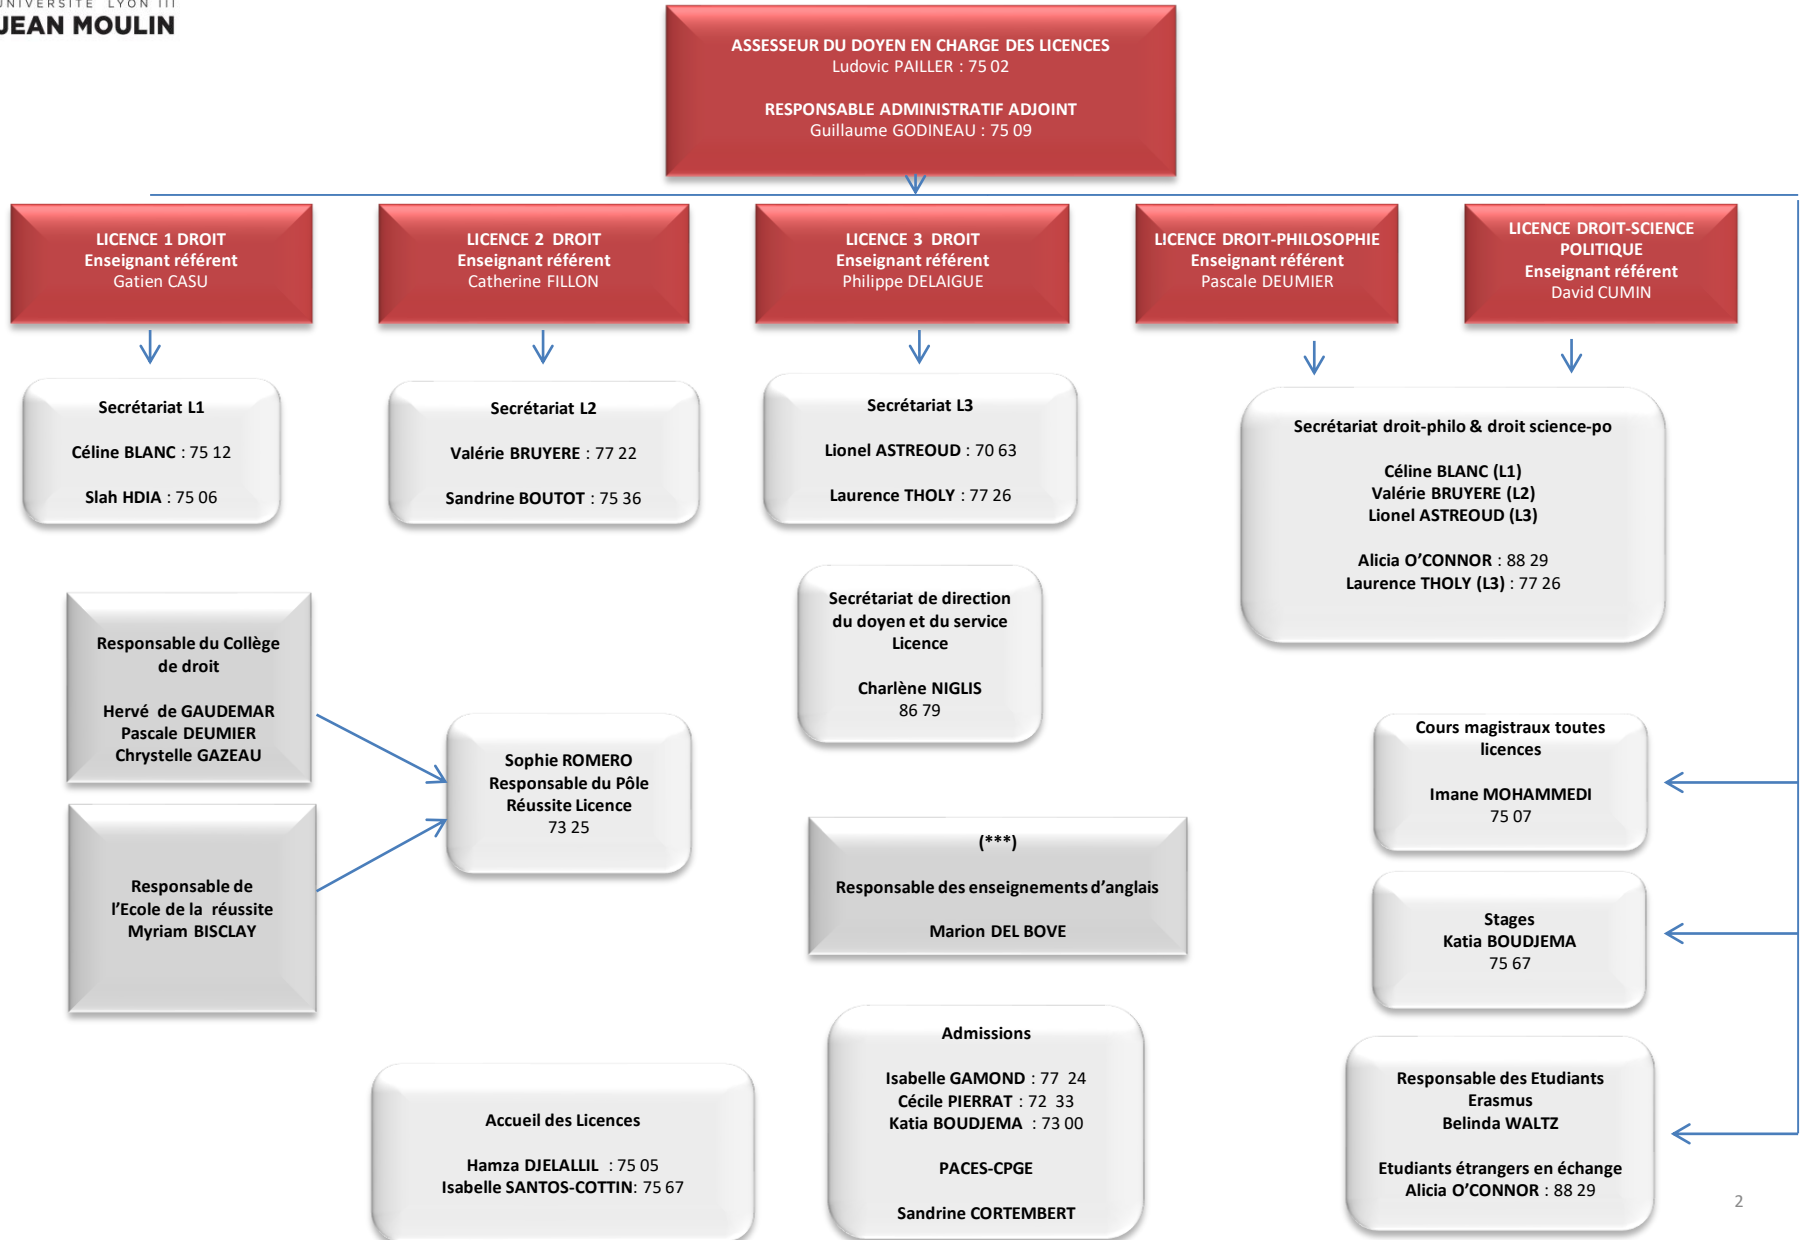 UNIVERSITÉ LYON III
JEAN MOULIN
ASSESSEUR DU DOYEN EN CHARGE DES LICENCES
Ludovic PAILLER : 75 02
RESPONSABLE ADMINISTRATIF ADJOINT
Guillaume GODINEAU : 75 09
LICENCE 1 DROIT
Enseignant référent
Gatien CASU
LICENCE 2 DROIT
Enseignant référent
Catherine FILLON
LICENCE 3 DROIT
Enseignant référent
Philippe DELAIGUE
LICENCE DROIT-PHILOSOPHIE
Enseignant référent
Pascale DEUMIER
LICENCE DROIT-SCIENCE
POLITIQUE
Enseignant référent
David CUMIN
Secrétariat L1
Céline BLANC : 75 12
Slah HDIA : 75 06
Secrétariat L2
Valérie BRUYERE : 77 22
Sandrine BOUTOT : 75 36
Secrétariat L3
Lionel ASTREOUD : 70 63
Laurence THOLY : 77 26
Secrétariat droit-philo & droit science-po
Céline BLANC (L1)
Valérie BRUYERE (L2)
Lionel ASTREOUD (L3)
Alicia O’CONNOR : 88 29
Laurence THOLY (L3) : 77 26
Responsable du Collège
de droit
Hervé de GAUDEMAR
Pascale DEUMIER
Chrystelle GAZEAU
Secrétariat de direction
du doyen et du service
Licence
Charlène NIGLIS
86 79
Sophie ROMERO
Responsable du Pôle
Réussite Licence
73 25
Cours magistraux toutes
licences
Imane MOHAMMEDI
75 07
Responsable de
l’Ecole de la réussite
Myriam BISCLAY
(***)
Responsable des enseignements d’anglais
Marion DEL BOVE
Stages
Katia BOUDJEMA
75 67
Admissions
Isabelle GAMOND : 77 24
Cécile PIERRAT : 72 33
Katia BOUDJEMA : 73 00
PACES-CPGE
Sandrine CORTEMBERT
Accueil des Licences
Hamza DJELALLIL : 75 05
Isabelle SANTOS-COTTIN: 75 67
Responsable des Etudiants
Erasmus
Belinda WALTZ
Etudiants étrangers en échange
Alicia O’CONNOR : 88 29
2